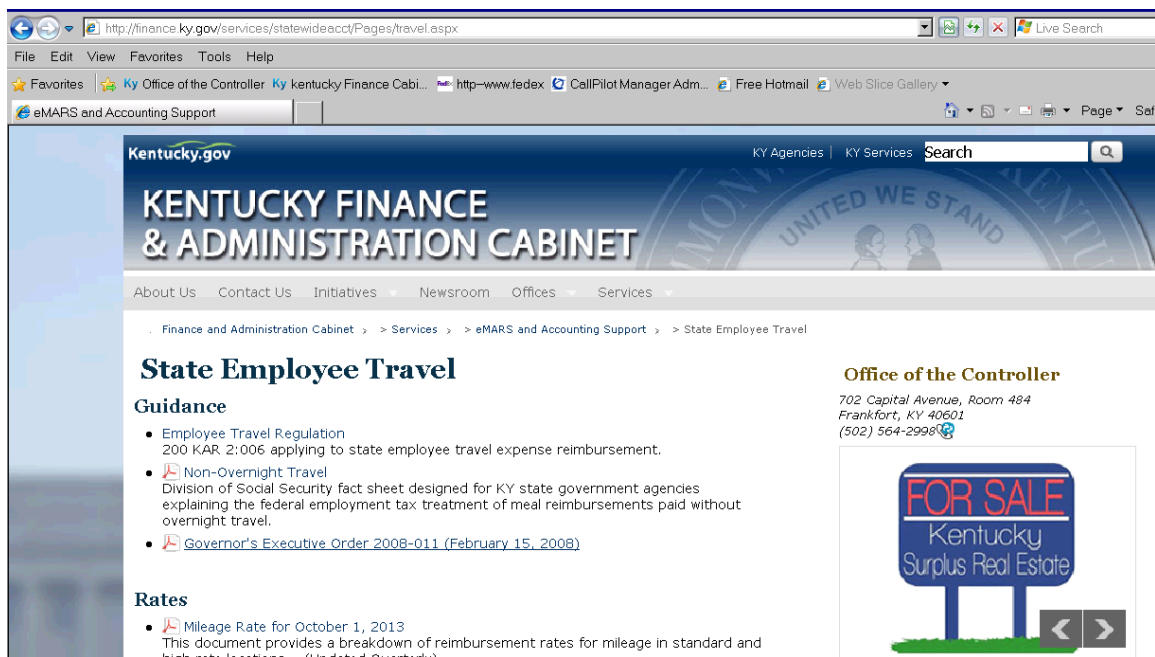 http://finance.ky.gov/services/statewideacct/Pages/travel.aspx
Live Search
File Edit View Favorites Tools Help
Favorites Ky Office of the Controller Ky kentucky Finance Cabi... http--www.fedex CallPilot Manager Adm... Free Hotmail Web Slice Gallery
eMARS and Accounting Support
Page Saf
Kentucky.gov
KY Agencies | KY Services Search
KENTUCKY FINANCE
& ADMINISTRATION CABINET
UNITED WE STAND
About Us Contact Us Initiatives Newsroom Offices Services
Finance and Administration Cabinet > > Services > > eMARS and Accounting Support > > State Employee Travel
State Employee Travel
Guidance
• Employee Travel Regulation
200 KAR 2:006 applying to state employee travel expense reimbursement.
• Non-Overnight Travel
Division of Social Security fact sheet designed for KY state government agencies
explaining the federal employment tax treatment of meal reimbursements paid without
overnight travel.
• Governor's Executive Order 2008-011 (February 15, 2008)
Rates
• Mileage Rate for October 1, 2013
This document provides a breakdown of reimbursement rates for mileage in standard and
Office of the Controller
702 Capital Avenue, Room 484
Frankfort, KY 40601
(502) 564-2998
FOR SALE
Kentucky
Surplus Real Estate